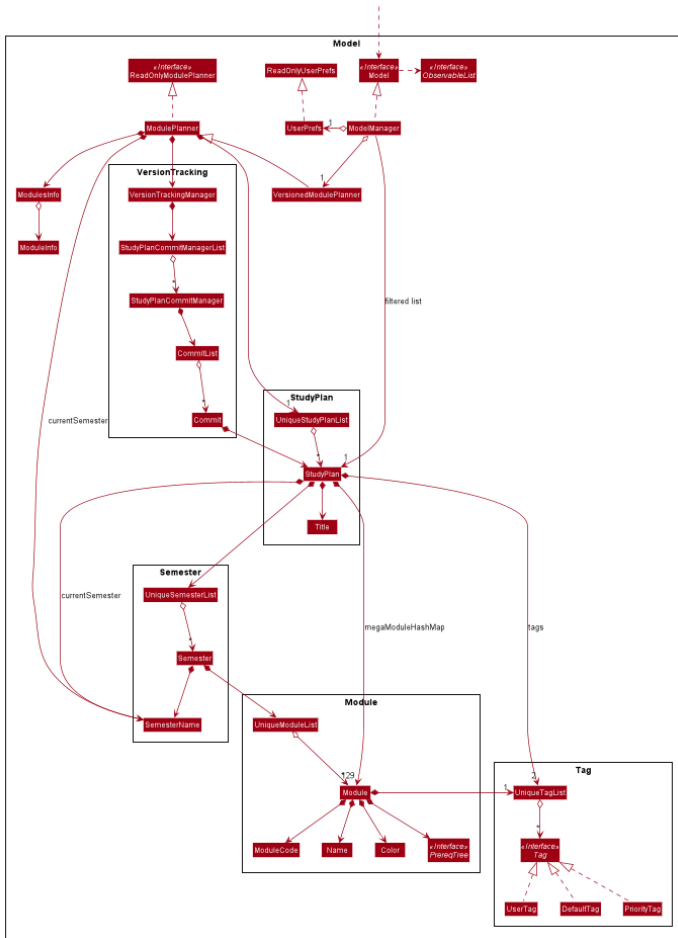 Model
«Interface»
ReadOnlyModulePlanner
ReadOnlyUserPrefs
«Interface»
Model
«Interface»
ObservableList
ModulePlanner
UserPrefs
1
ModelManager
VersionTracking
1
ModulesInfo
VersionTrackingManager
VersionedModulePlanner
ModuleInfo
StudyPlanCommitManagerList
*
StudyPlanCommitManager
filtered list
CommitList
*
StudyPlan
1
currentSemester
Commit
UniqueStudyPlanList
*
1
StudyPlan
Title
Semester
currentSemester
UniqueSemesterList
megaModuleHashMap
tags
*
Semester
Module
SemesterName
UniqueModuleList
Tag
*
129
2
Module
1
UniqueTagList
*
ModuleCode
Name
Color
«Interface»
PrereqTree
«Interface»
Tag
UserTag
DefaultTag
PriorityTag